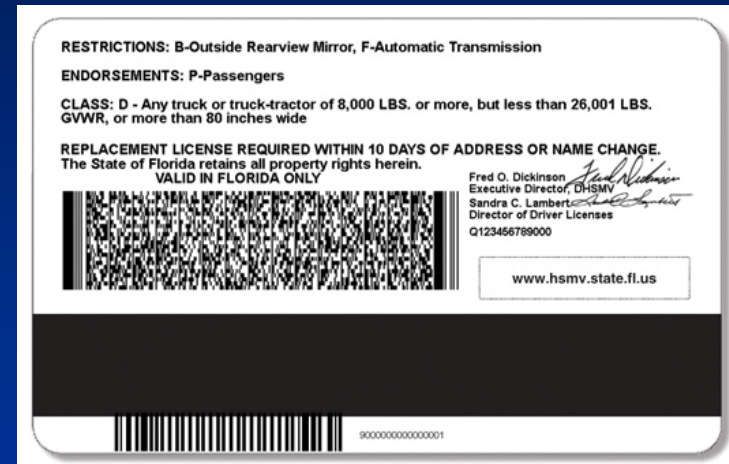 RESTRICTIONS: B-Outside Rearview Mirror, F-Automatic Transmission
ENDORSEMENTS: P-Passengers
CLASS: D - Any truck or truck-tractor of 8,000 LBS. or more, but less than 26,001 LBS.
GVWR, or more than 80 inches wide
REPLACEMENT LICENSE REQUIRED WITHIN 10 DAYS OF ADDRESS OR NAME CHANGE.
The State of Florida retains all property rights herein.
VALID IN FLORIDA ONLY
Fred O. Dickinson
Executive Director, DHSMV
Sandra C. Lambert
Director of Driver Licenses
Q123456789000
www.hsmv.state.fl.us
9000000000000001